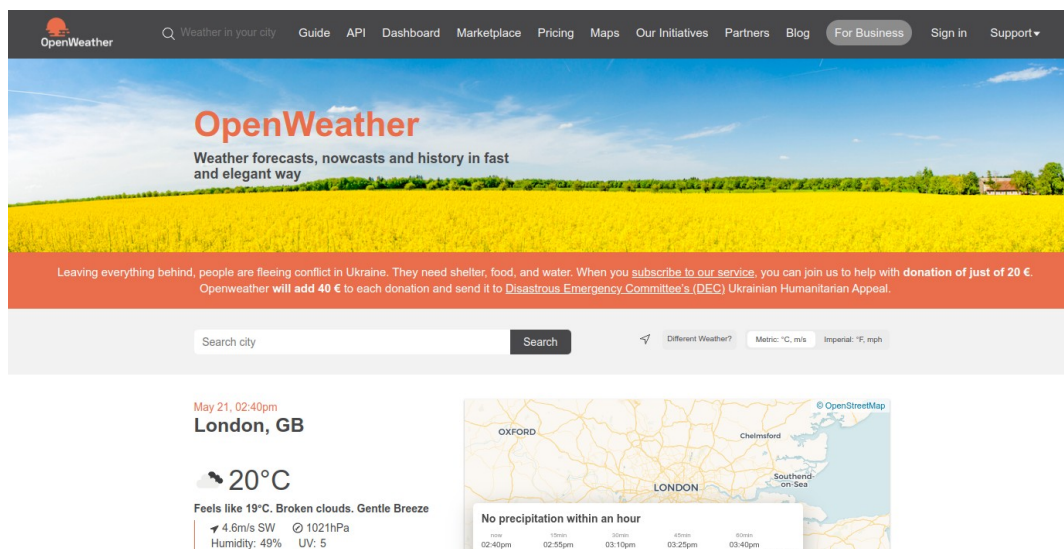 OpenWeather
Weather in your city
Guide
API
Dashboard
Marketplace
Pricing
Maps
Our Initiatives
Partners
Blog
For Business
Sign in
Support
OpenWeather
Weather forecasts, nowcasts and history in fast
and elegant way
Leaving everything behind, people are fleeing conflict in Ukraine. They need shelter, food, and water. When you subscribe to our service, you can join us to help with donation of just of 20 €.
Openweather will add 40 € to each donation and send it to Disastrous Emergency Committee's (DEC) Ukrainian Humanitarian Appeal.
Search city
Search
Different Weather?
Metric: °C, m/s
Imperial: °F, mph
May 21, 02:40pm
London, GB
20°C
Feels like 19°C. Broken clouds. Gentle Breeze
4.6m/s SW
1021hPa
Humidity: 49%
UV: 5
© OpenStreetMap
OXFORD
Chelmsford
Southend-
on-Sea
LONDON
No precipitation within an hour
now
15min
30min
45min
60min
02:40pm
02:55pm
03:10pm
03:25pm
03:40pm